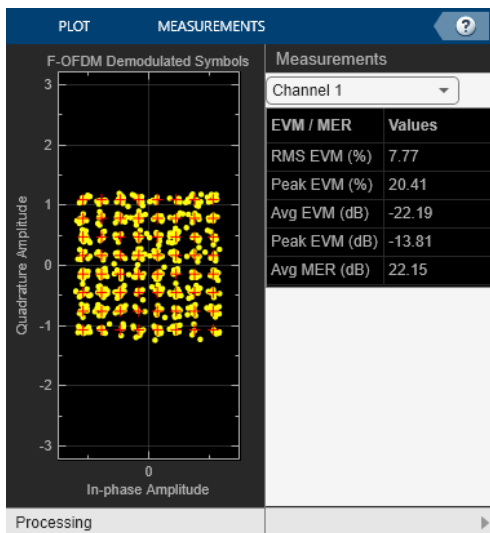 PLOT MEASUREMENTS ?
F-OFDM Demodulated Symbols
3
2
1
0
-1
-2
-3
Quadrature Amplitude
0
In-phase Amplitude
Measurements
Channel 1
EVM / MER Values
RMS EVM (%) 7.77
Peak EVM (%) 20.41
Avg EVM (dB) -22.19
Peak EVM (dB) -13.81
Avg MER (dB) 22.15
Processing